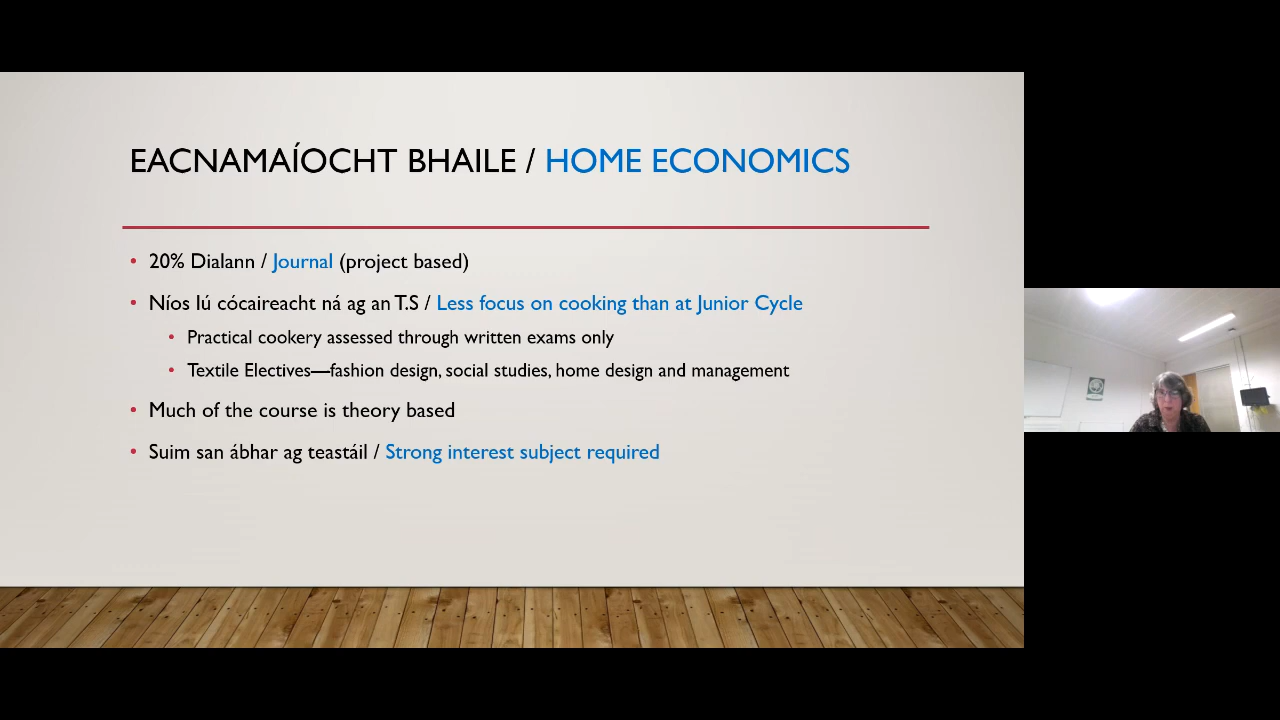 EACNAMAÍOCHT BHAILE / HOME ECONOMICS
• 20% Dialann / Journal (project based)
• Níos lú cócaireacht ná ag an T.S / Less focus on cooking than at Junior Cycle
• Practical cookery assessed through written exams only
• Textile Electives—fashion design, social studies, home design and management
• Much of the course is theory based
• Suim san ábhar ag teastáil / Strong interest subject required